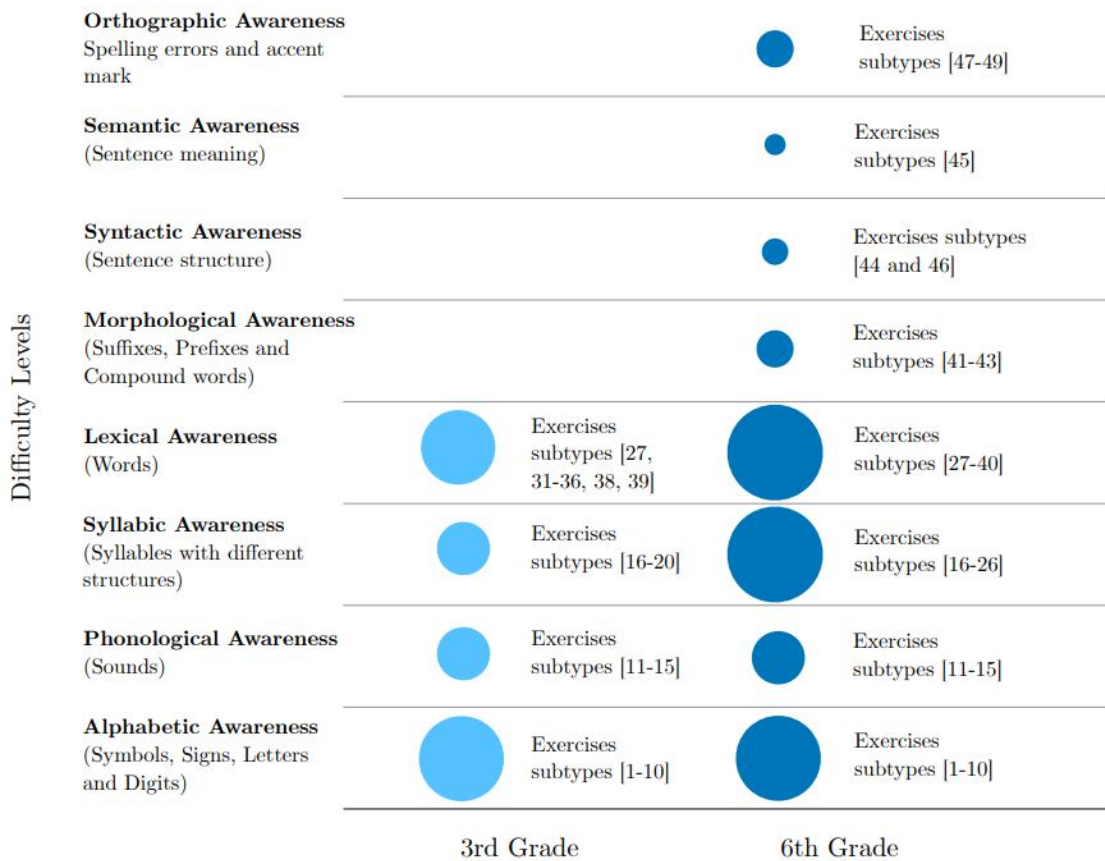 Orthographic Awareness
Spelling errors and accent
mark
Exercises
subtypes [47-49]
Semantic Awareness
(Sentence meaning)
Exercises
subtypes [45]
Syntactic Awareness
(Sentence structure)
Exercises subtypes
[44 and 46]
Morphological Awareness
(Suffixes, Prefixes and
Compound words)
Exercises
subtypes [41-43]
Difficulty Levels
Lexical Awareness
(Words)
Exercises
subtypes [27,
31-36, 38, 39]
Exercises
subtypes [27-40]
Syllabic Awareness
(Syllables with different
structures)
Exercises
subtypes [16-20]
Exercises
subtypes [16-26]
Phonological Awareness
(Sounds)
Exercises
subtypes [11-15]
Exercises
subtypes [11-15]
Alphabetic Awareness
(Symbols, Signs, Letters
and Digits)
Exercises
subtypes [1-10]
Exercises
subtypes [1-10]
3rd Grade
6th Grade